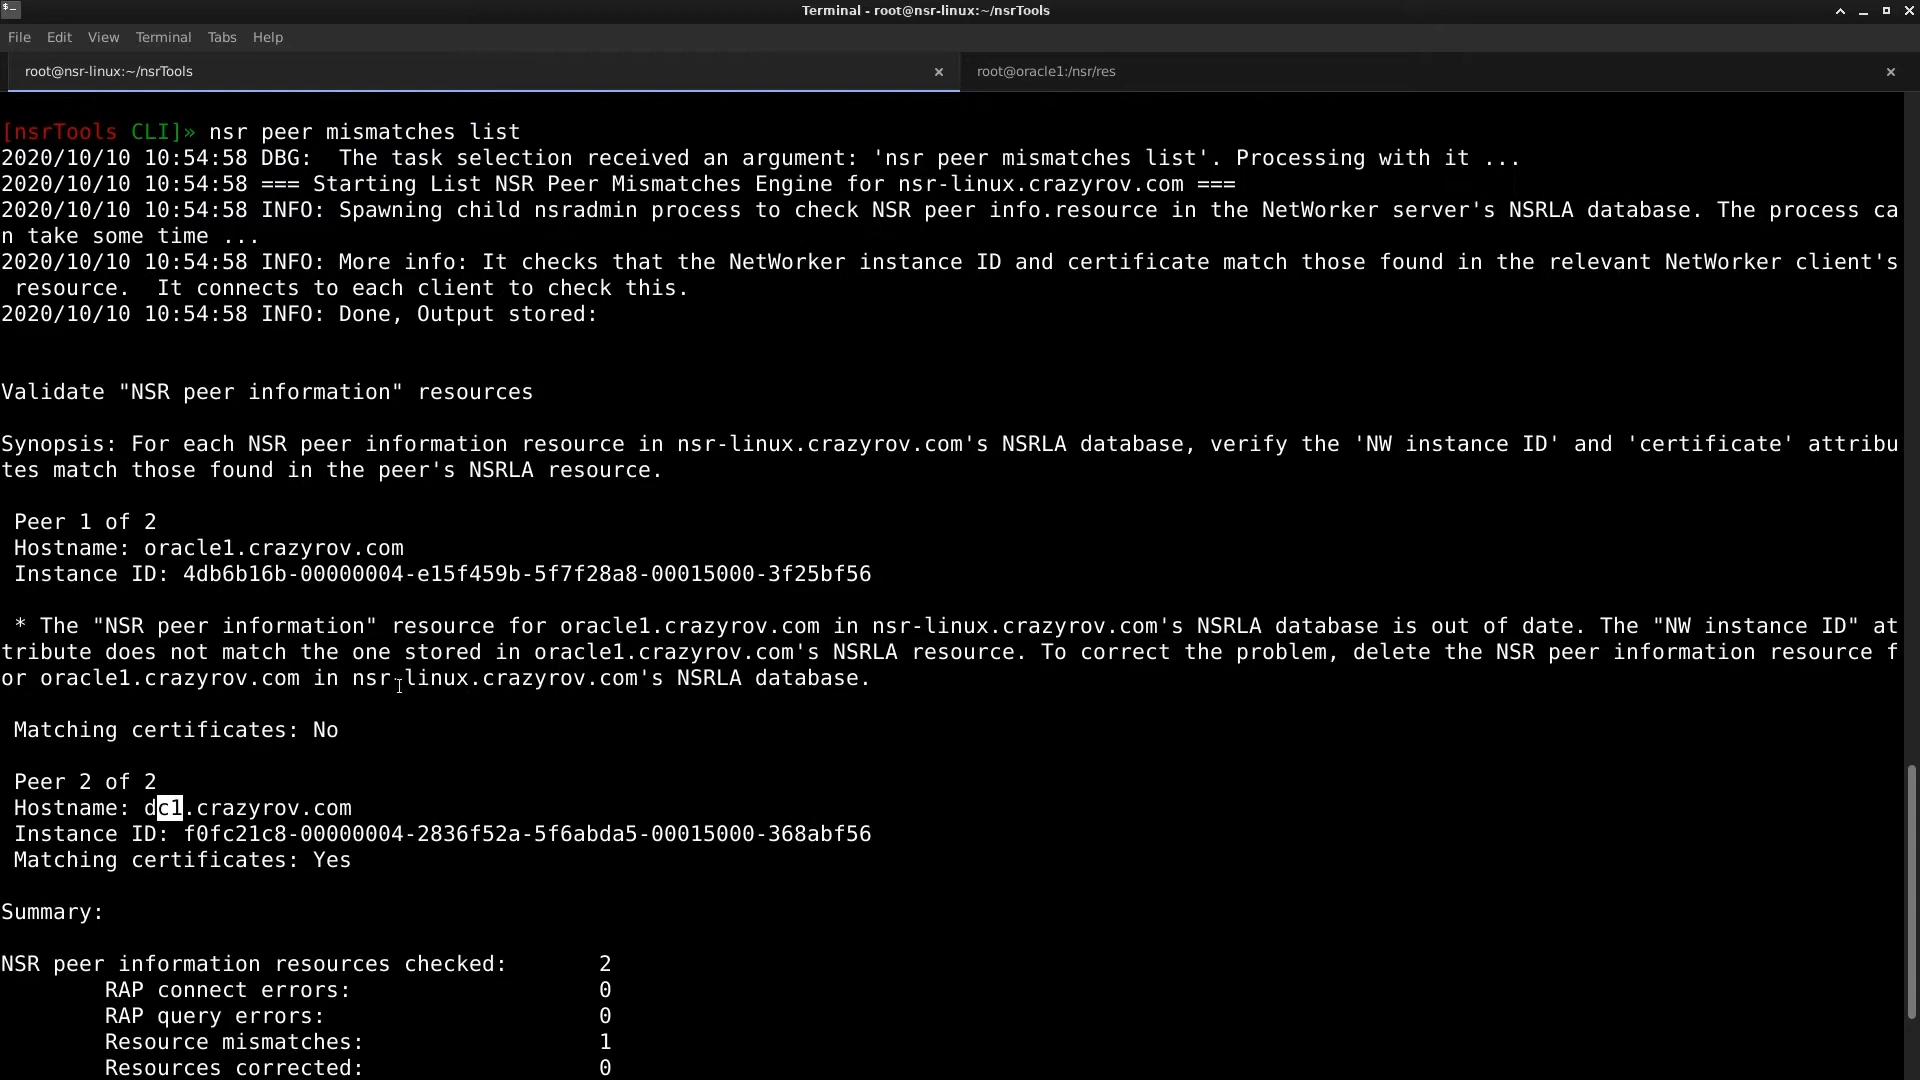 Terminal - root@nsr-linux:~/nsrTools
File Edit View Terminal Tabs Help
root@nsr-linux:~/nsrTools × root@oracle1:/nsr/res ×
[nsrTools CLI]» nsr peer mismatches list
2020/10/10 10:54:58 DBG:  The task selection received an argument: 'nsr peer mismatches list'. Processing with it ...
2020/10/10 10:54:58 === Starting List NSR Peer Mismatches Engine for nsr-linux.crazyrov.com ===
2020/10/10 10:54:58 INFO: Spawning child nsradmin process to check NSR peer info.resource in the NetWorker server's NSRLA database. The process ca
n take some time ...
2020/10/10 10:54:58 INFO: More info: It checks that the NetWorker instance ID and certificate match those found in the relevant NetWorker client's
 resource.  It connects to each client to check this.
2020/10/10 10:54:58 INFO: Done, Output stored:
Validate "NSR peer information" resources
Synopsis: For each NSR peer information resource in nsr-linux.crazyrov.com's NSRLA database, verify the 'NW instance ID' and 'certificate' attribu
tes match those found in the peer's NSRLA resource.
Peer 1 of 2
Hostname: oracle1.crazyrov.com
Instance ID: 4db6b16b-00000004-e15f459b-5f7f28a8-00015000-3f25bf56
* The "NSR peer information" resource for oracle1.crazyrov.com in nsr-linux.crazyrov.com's NSRLA database is out of date. The "NW instance ID" at
tribute does not match the one stored in oracle1.crazyrov.com's NSRLA resource. To correct the problem, delete the NSR peer information resource f
or oracle1.crazyrov.com in nsr-linux.crazyrov.com's NSRLA database.
Matching certificates: No
Peer 2 of 2
Hostname: dc1.crazyrov.com
Instance ID: f0fc21c8-00000004-2836f52a-5f6abda5-00015000-368abf56
Matching certificates: Yes
Summary:
NSR peer information resources checked: 2
RAP connect errors: 0
RAP query errors: 0
Resource mismatches: 1
Resources corrected: 0